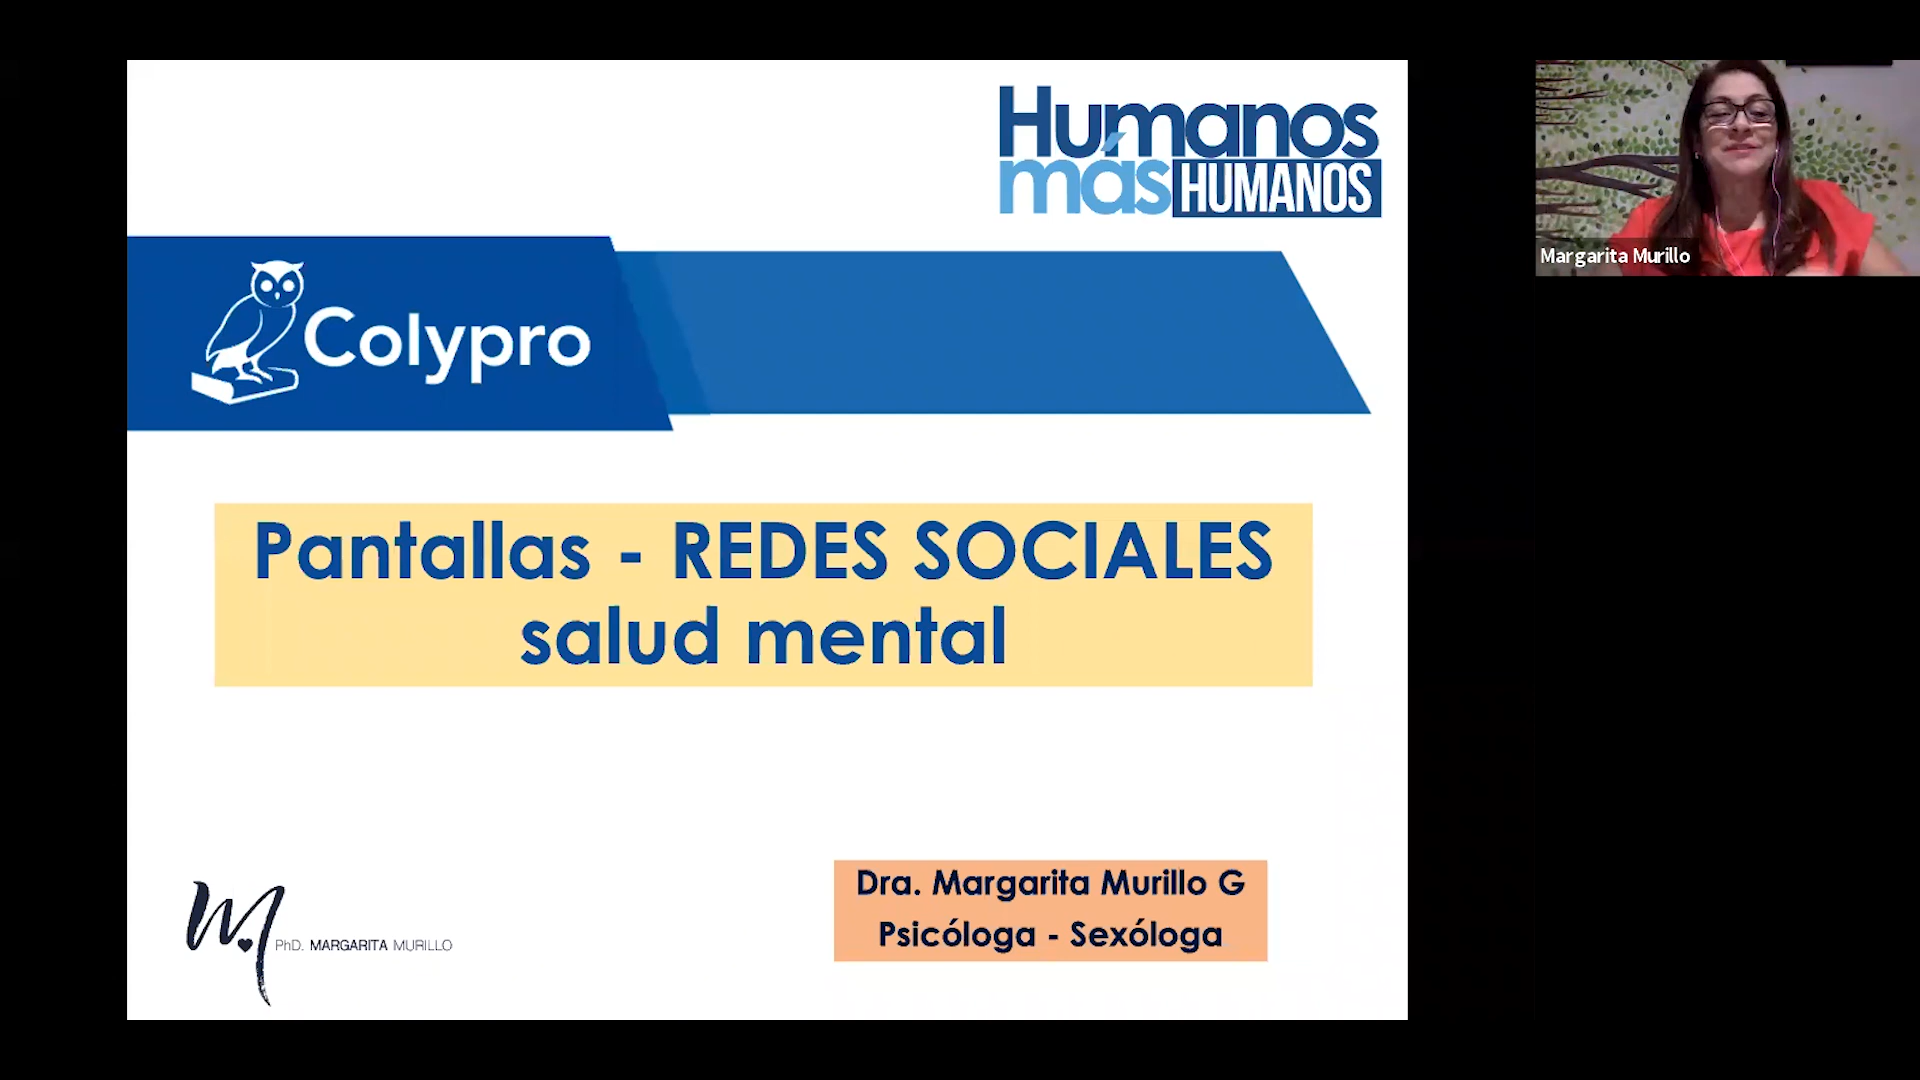 Humanos
más HUMANOS
Colypro
Pantallas - REDES SOCIALES
salud mental
Dra. Margarita Murillo G
Psicóloga - Sexóloga
M
PhD. MARGARITA MURILLO
Margarita Murillo